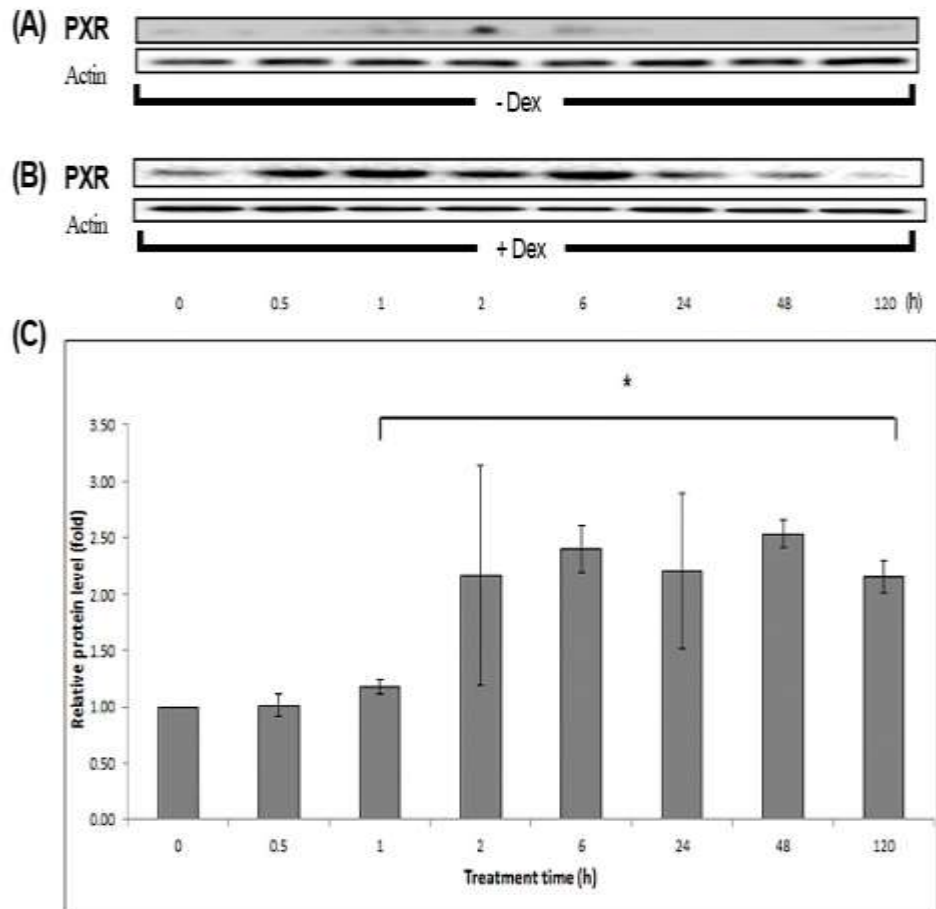 (A) PXR
Actin
- Dex
(B) PXR
Actin
+ Dex
0 0.5 1 2 6 24 48 120 (h)
(C)
*
3.50
3.00
2.50
2.00
1.50
1.00
0.50
0.00
Relative protein level (fold)
0 0.5 1 2 6 24 48 120
Treatment time (h)